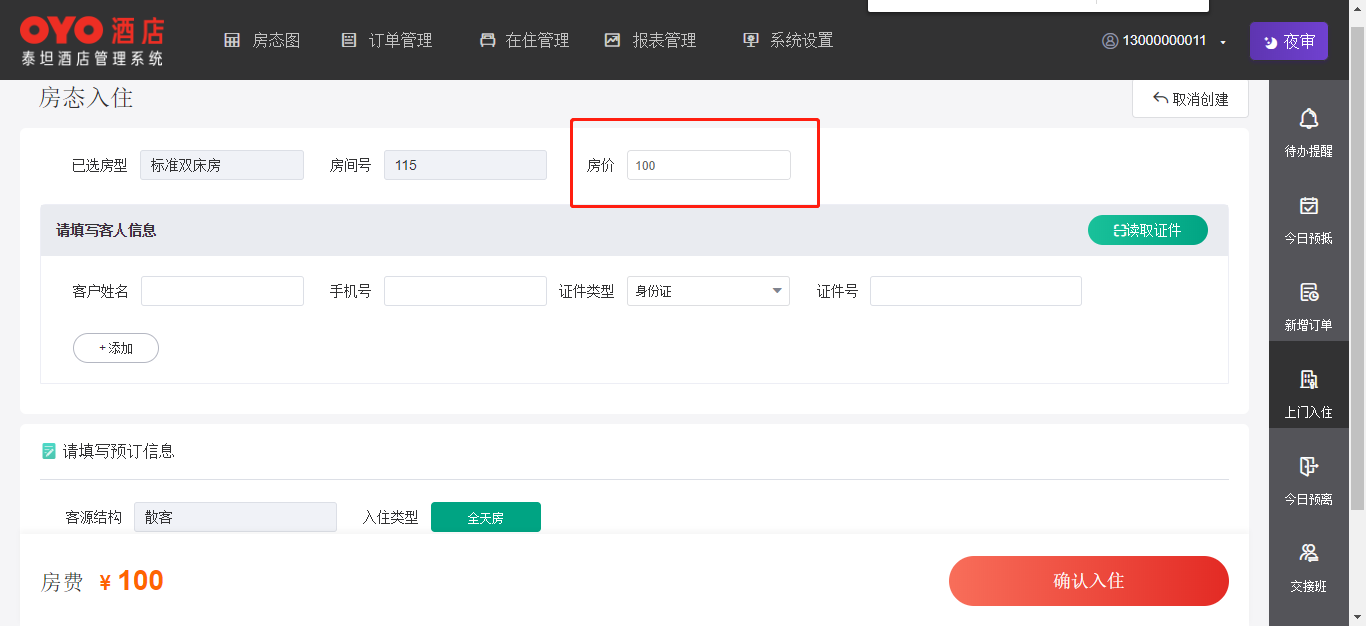 OYO 酒店
泰坦酒店管理系统
房态图 订单管理 在住管理 报表管理 系统设置
13000000011
夜审
房态入住
取消创建
已选房型 标准双床房 房间号 115 房价 100
请填写客人信息
读取证件
客户姓名 手机号 证件类型 身份证 证件号
+ 添加
请填写预订信息
客源结构 散客 入住类型 全天房
房费 ¥ 100
确认入住
待办提醒
今日预抵
新增订单
上门入住
今日预离
交接班